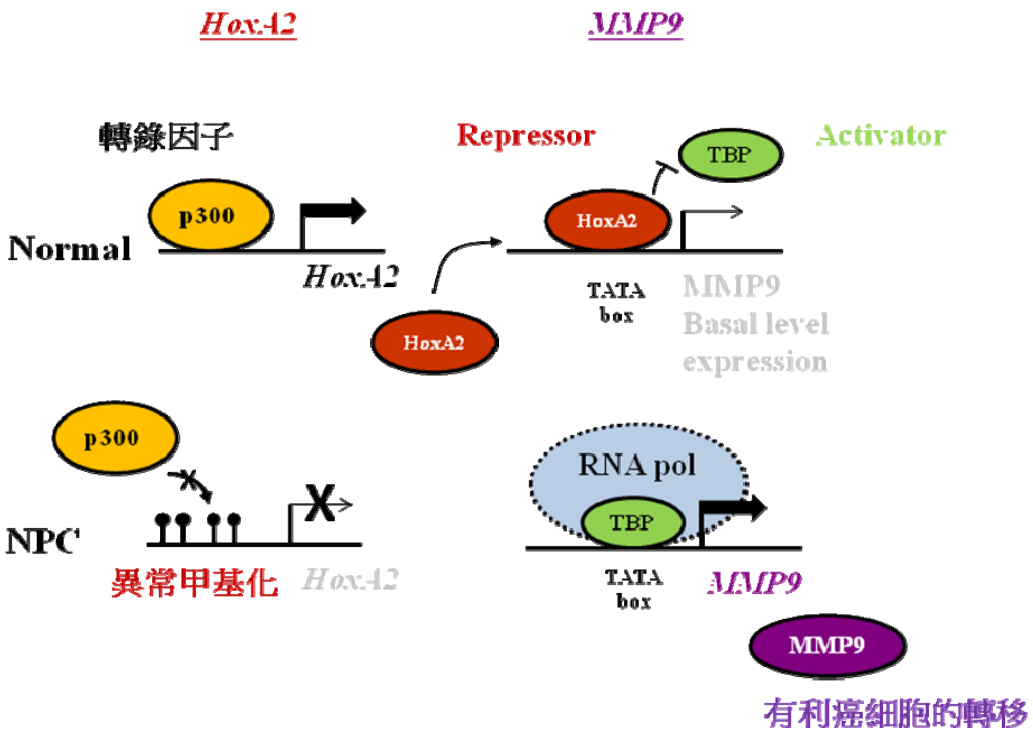 HoxA2
MMP9
轉錄因子
Repressor
Activator
TBP
p300
HoxA2
Normal
HoxA2
TATA
box
MMP9
Basal level
expression
HoxA2
p300
RNA pol
TBP
NPC
異常甲基化
HoxA2
TATA
box
MMP9
MMP9
有利癌細胞的轉移